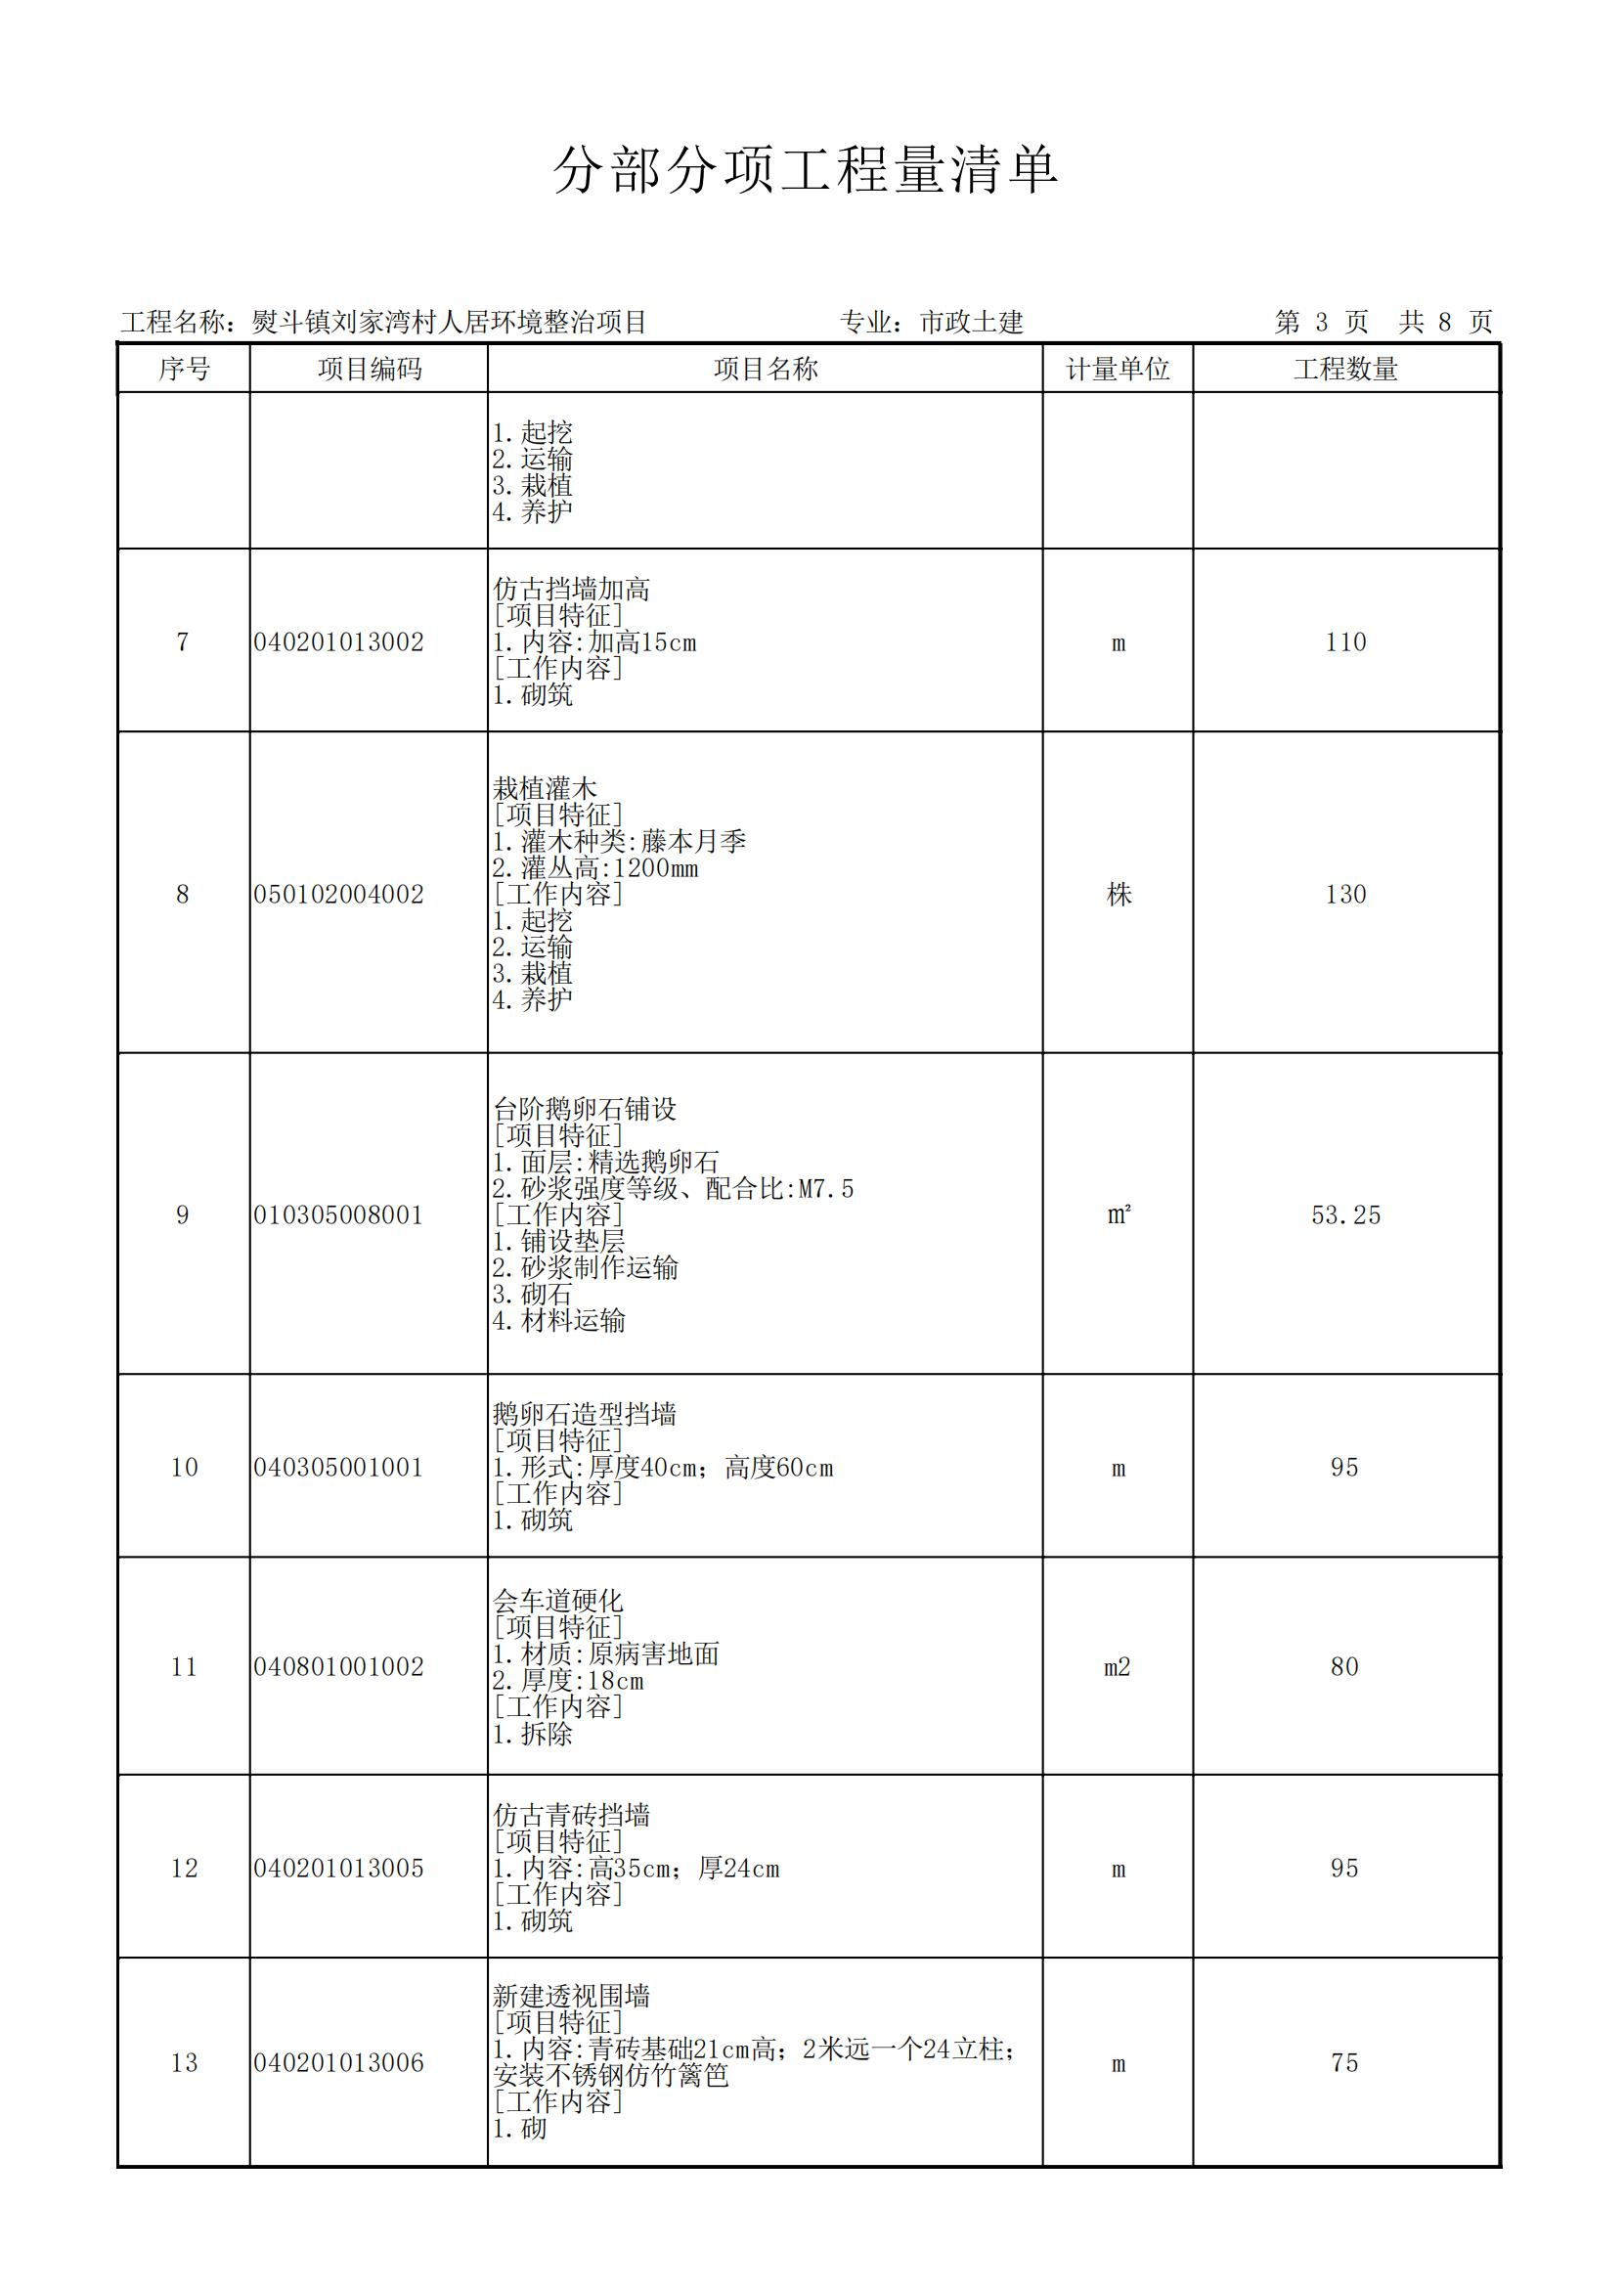 分部分项工程量清单
工程名称：熨斗镇刘家湾村人居环境整治项目 专业：市政土建 第 3 页 共 8 页
序号 项目编码 项目名称 计量单位 工程数量
1.起挖
2.运输
3.栽植
4.养护
7 040201013002 仿古挡墙加高
[项目特征]
1.内容:加高15cm
[工作内容]
1.砌筑
m 110
8 050102004002 栽植灌木
[项目特征]
1.灌木种类:藤本月季
2.灌丛高:1200mm
[工作内容]
1.起挖
2.运输
3.栽植
4.养护
株 130
9 010305008001 台阶鹅卵石铺设
[项目特征]
1.面层:精选鹅卵石
2.砂浆强度等级、配合比:M7.5
[工作内容]
1.铺设垫层
2.砂浆制作运输
3.砌石
4.材料运输
m² 53.25
10 040305001001 鹅卵石造型挡墙
[项目特征]
1.形式:厚度40cm；高度60cm
[工作内容]
1.砌筑
m 95
11 040801001002 会车道硬化
[项目特征]
1.材质:原病害地面
2.厚度:18cm
[工作内容]
1.拆除
m2 80
12 040201013005 仿古青砖挡墙
[项目特征]
1.内容:高35cm；厚24cm
[工作内容]
1.砌筑
m 95
13 040201013006 新建透视围墙
[项目特征]
1.内容:青砖基础21cm高；2米远一个24立柱；
安装不锈钢仿竹篱笆
[工作内容]
1.砌
m 75